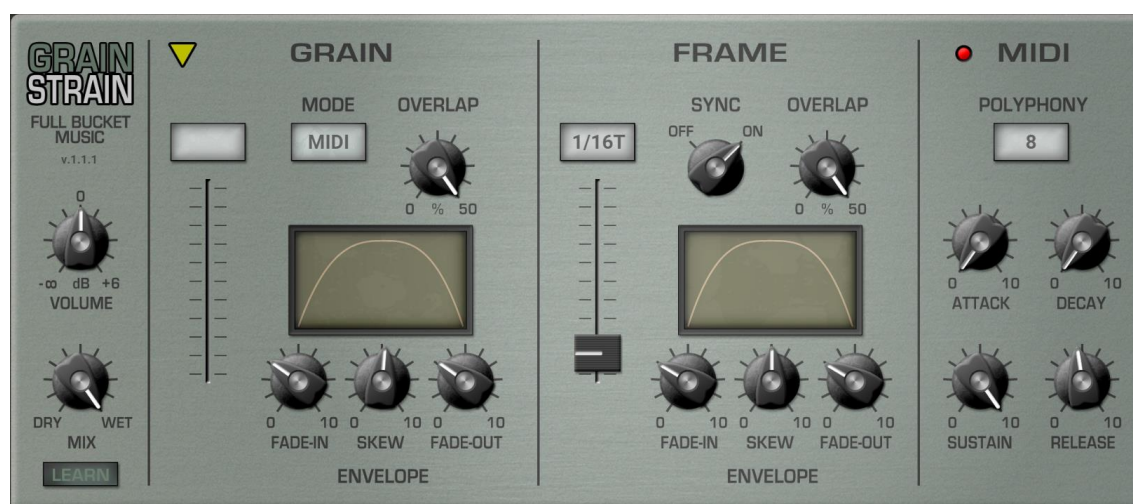 GRAIN
STRAIN
FULL BUCKET
MUSIC
v.1.1.1
0
-∞ dB +6
VOLUME
DRY WET
MIX
LEARN
GRAIN
MODE OVERLAP
MIDI
0 % 50
0 10 0 10 0 10
FADE-IN SKEW FADE-OUT
ENVELOPE
FRAME
SYNC OVERLAP
OFF ON
1/16T
0 % 50
0 10 0 10 0 10
FADE-IN SKEW FADE-OUT
ENVELOPE
MIDI
POLYPHONY
8
0 10 0 10
ATTACK DECAY
0 10 0 10
SUSTAIN RELEASE